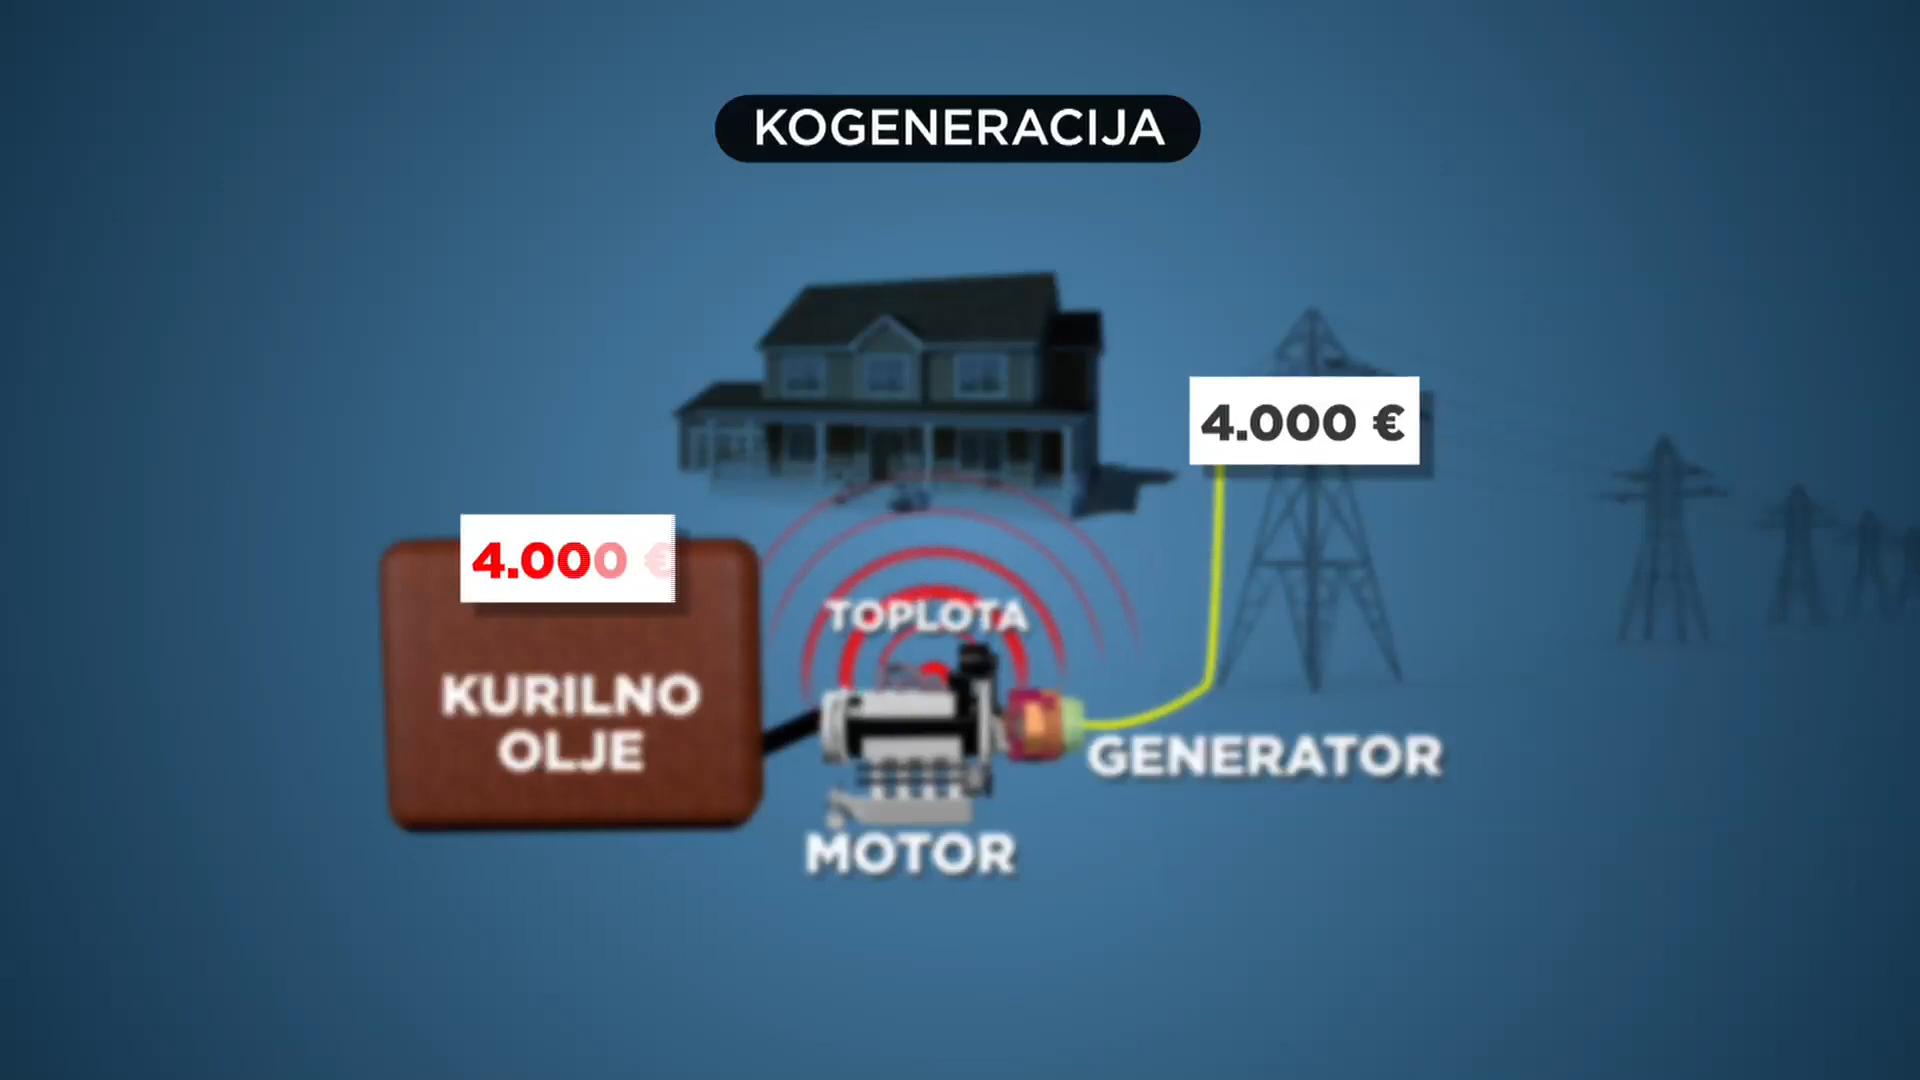 KOGENERACIJA
4.000 €
4.000 €
TOPLOTA
KURILNO
OLJE
GENERATOR
MOTOR